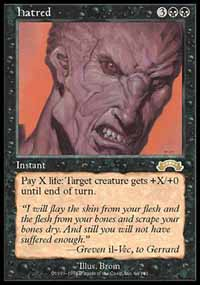 Hatred 3
Instant
Pay X life: Target creature gets +X/+0
until end of turn.
"I will flay the skin from your flesh and
the flesh from your bones and scrape your
bones dry. And still you will not have
suffered enough."
—Greven il-Vec, to Gerrard
Illus. Brom